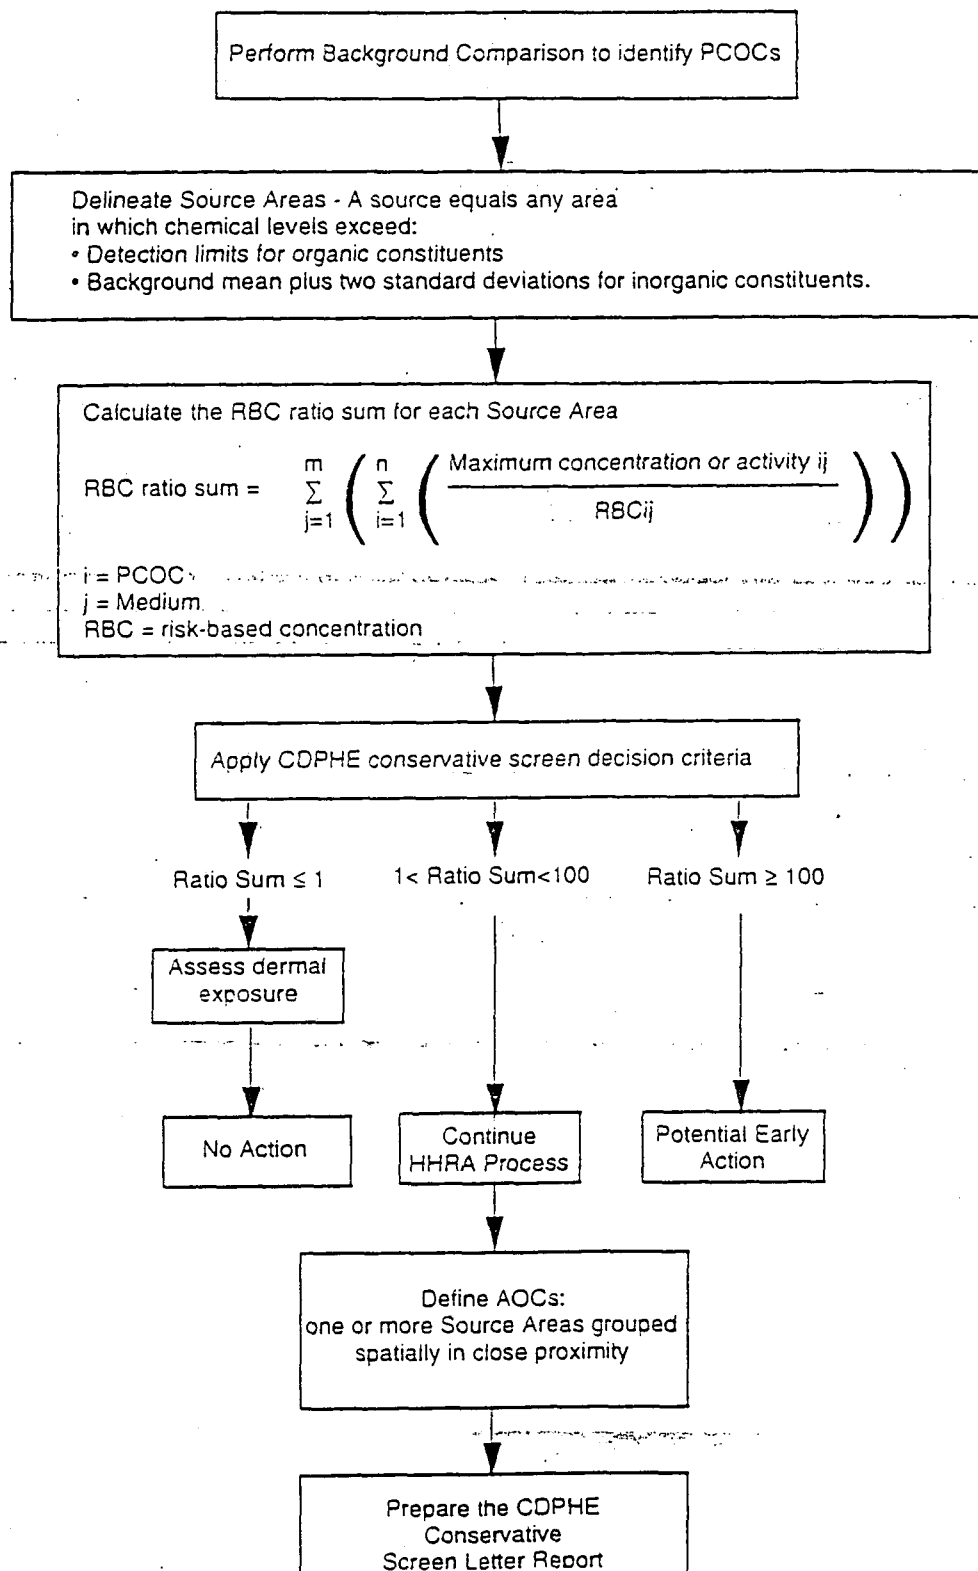 Perform Background Comparison to identify PCOCs
Delineate Source Areas - A source equals any area
in which chemical levels exceed:
• Detection limits for organic constituents
• Background mean plus two standard deviations for inorganic constituents.
Calculate the RBC ratio sum for each Source Area
RBC ratio sum = m Σ j=1 ( n Σ i=1 ( Maximum concentration or activity ij / RBCij ) )
i = PCOC
j = Medium
RBC = risk-based concentration
Apply CDPHE conservative screen decision criteria
Ratio Sum ≤ 1
1< Ratio Sum<100
Ratio Sum ≥ 100
Assess dermal
exposure
No Action
Continue
HHRA Process
Potential Early
Action
Define AOCs:
one or more Source Areas grouped
spatially in close proximity
Prepare the CDPHE
Conservative
Screen Letter Report